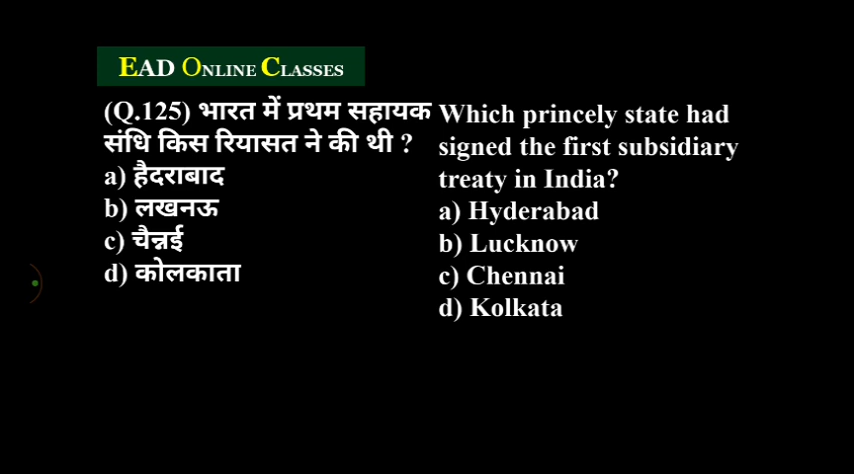 EAD ONLINE CLASSES
(Q.125) भारत में प्रथम सहायक
संधि किस रियासत ने की थी ?
a) हैदराबाद
b) लखनऊ
c) चैन्नई
d) कोलकाता
Which princely state had
signed the first subsidiary
treaty in India?
a) Hyderabad
b) Lucknow
c) Chennai
d) Kolkata